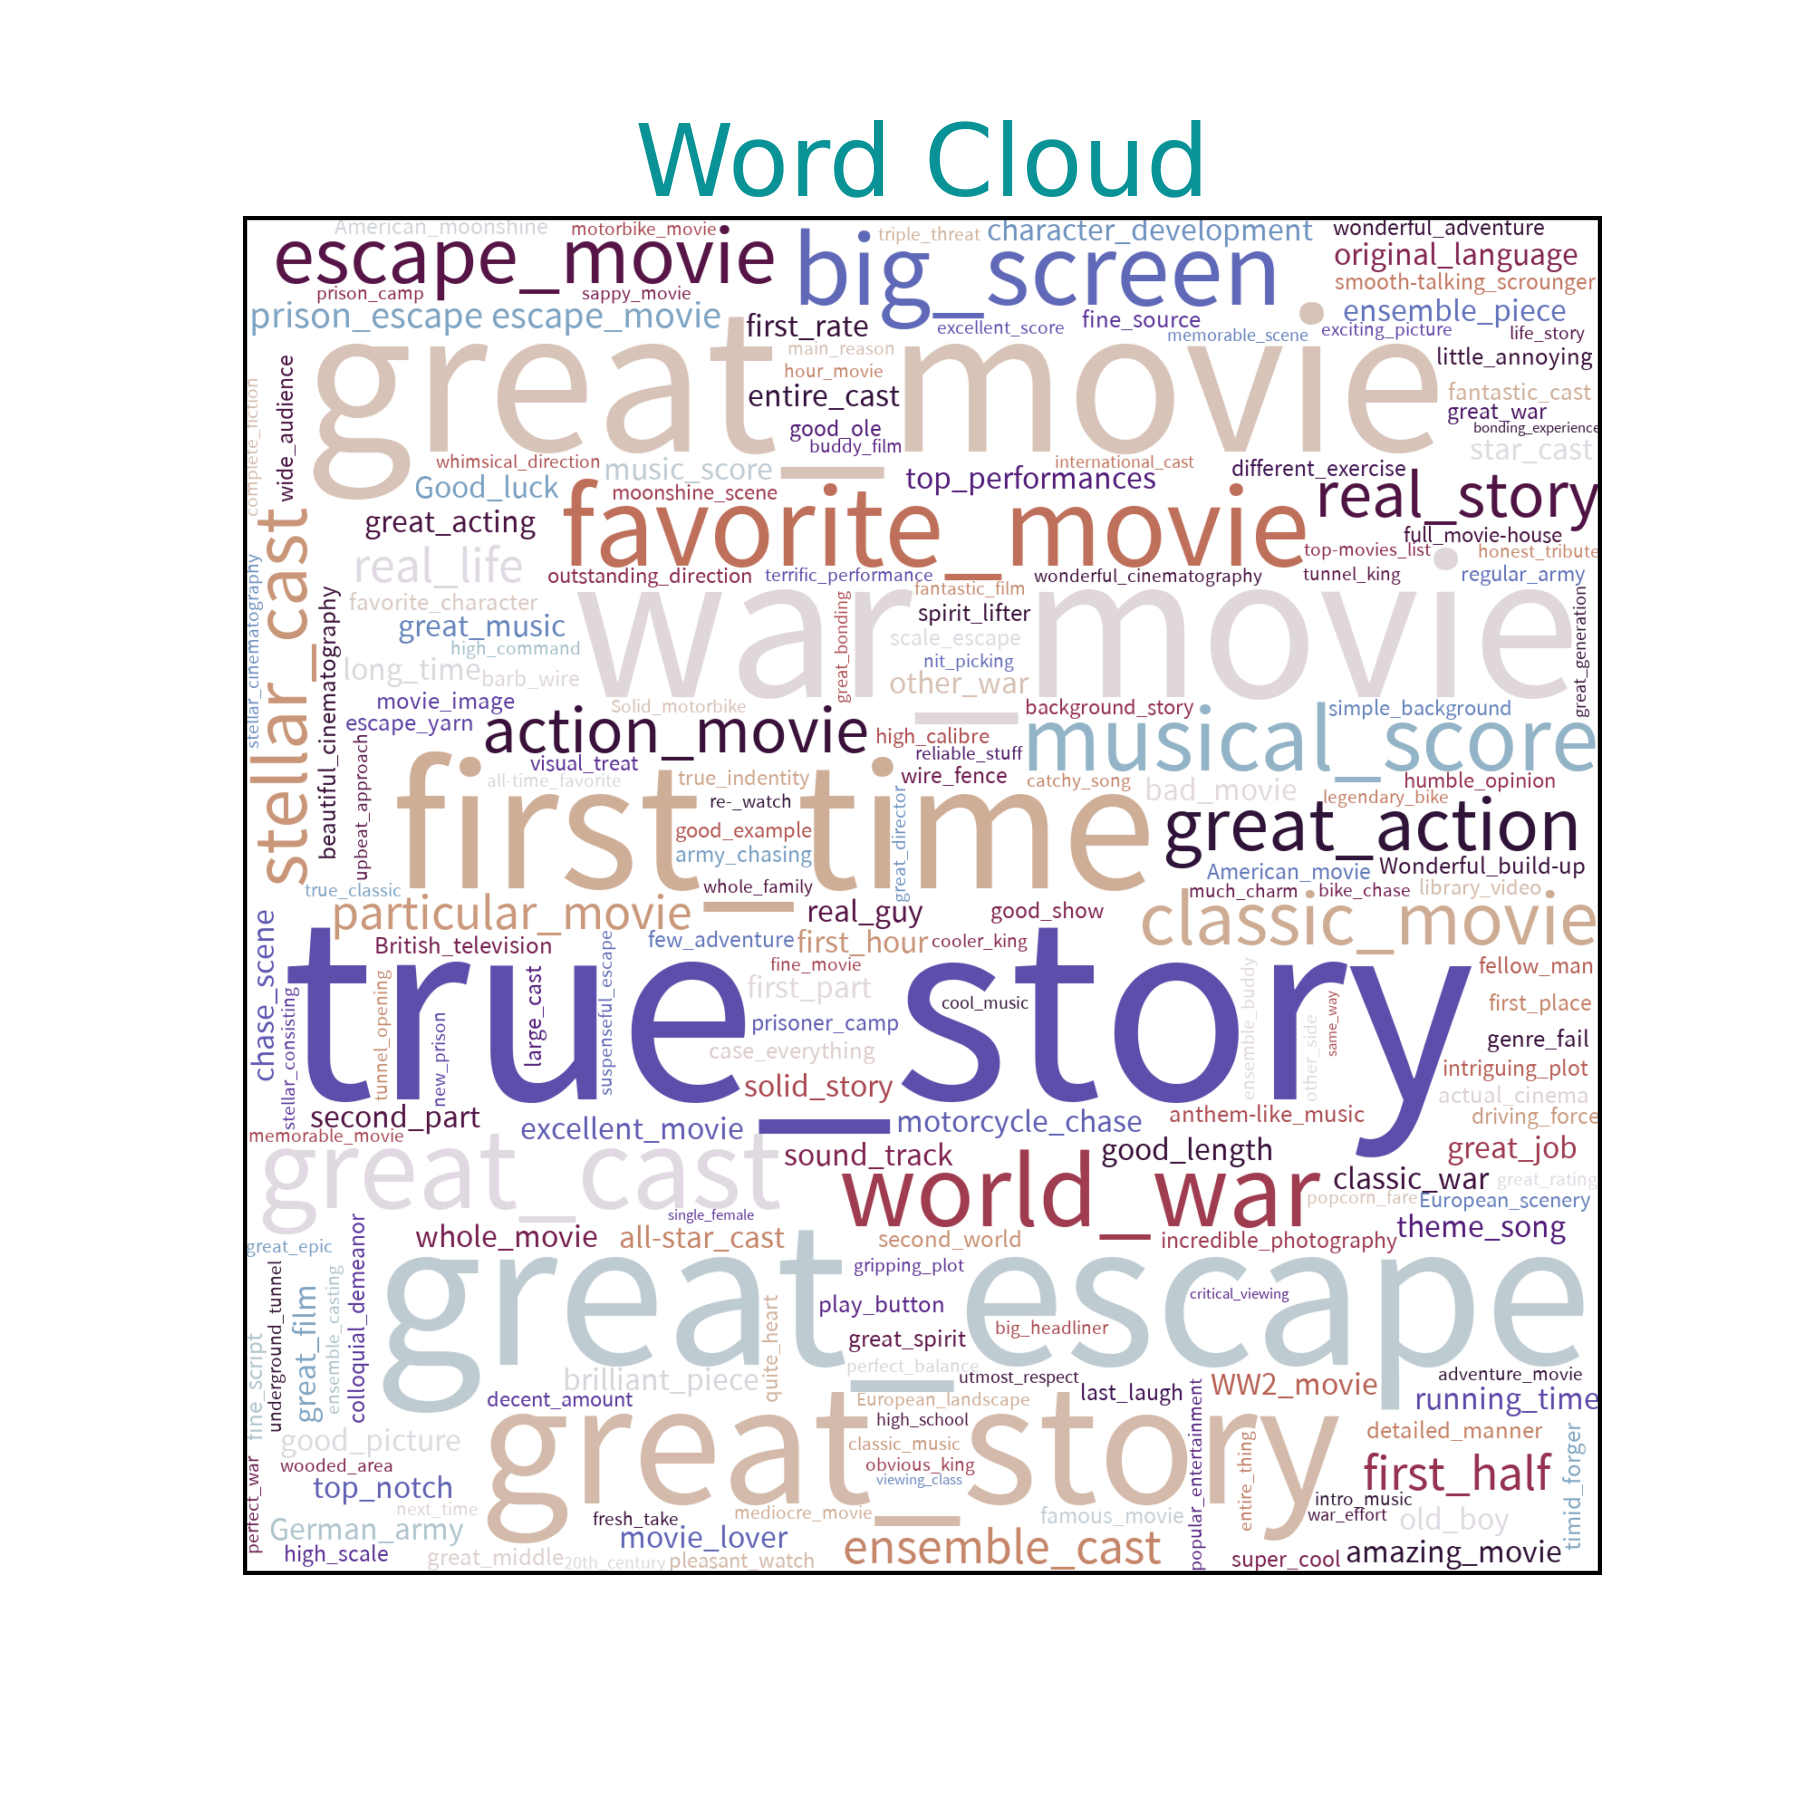 Word Cloud
American_moonshine
motorbike_movie
triple_threat
character_development
wonderful_adventure
escape_movie
big_screen
original_language
smooth-talking_scrounger
prison_camp
sappy_movie
prison_escape
escape_movie
first_rate
excellent_score
fine_source
ensemble_piece
memorable_scene
exciting_picture
life_story
great_movie
main_reason
hour_movie
little_annoying
entire_cast
fantastic_cast
great_war
good_ole
bonding_experience
buddy_film
star_cast
wide_audience
complete_fiction
whimsical_direction
music_score
international_cast
different_exercise
Good_luck
moonshine_scene
top_performances
real_story
great_acting
favorite_movie
full_movie-house
real_life
top-movies_list
honest_tribute
outstanding_direction
terrific_performance
wonderful_cinematography
tunnel_king
regular_army
stellar_cast
stellar_cinematography
beautiful_cinematography
favorite_character
fantastic_film
war_movie
great_music
great_bonding
spirit_lifter
great_generation
high_command
scale_escape
long_time
barb_wire
nit_picking
other_war
movie_image
Solid_motorbike
background_story
simple_background
escape_yarn
action_movie
high_calibre
musical_score
upbeat_approach
reliable_stuff
visual_treat
all-time_favorite
true_indentity
wire_fence
catchy_song
bad_movie
humble_opinion
first_time
re-_watch
legendary_bike
good_example
great_director
great_action
army_chasing
American_movie
Wonderful_build-up
true_classic
whole_family
much_charm
bike_chase
library_video
particular_movie
real_guy
good_show
classic_movie
chase_scene
British_television
few_adventure
first_hour
cooler_king
true_story
suspenseful_escape
fine_movie
fellow_man
tunnel_opening
large_cast
first_part
cool_music
ensemble_buddy
same_way
first_place
stellar_consisting
new_prison
prisoner_camp
other_side
genre_fail
case_everything
intriguing_plot
solid_story
actual_cinema
second_part
excellent_movie
motorcycle_chase
anthem-like_music
driving_force
memorable_movie
great_cast
sound_track
good_length
great_job
world_war
classic_war
great_rating
popcorn_fare
European_scenery
single_female
whole_movie
all-star_cast
second_world
incredible_photography
theme_song
great_epic
great_escape
gripping_plot
underground_tunnel
great_film
ensemble_casting
colloquial_demeanor
play_button
critical_viewing
quite_heart
great_spirit
big_headliner
fine_script
brilliant_piece
perfect_balance
utmost_respect
last_laugh
WW2_movie
adventure_movie
decent_amount
European_landscape
running_time
great_story
high_school
popular_entertainment
detailed_manner
good_picture
classic_music
entire_thing
timid_forger
wooded_area
obvious_king
first_half
perfect_war
top_notch
viewing_class
intro_music
next_time
fresh_take
mediocre_movie
famous_movie
war_effort
old_boy
German_army
movie_lover
ensemble_cast
high_scale
great_middle
20th_century
pleasant_watch
super_cool
amazing_movie